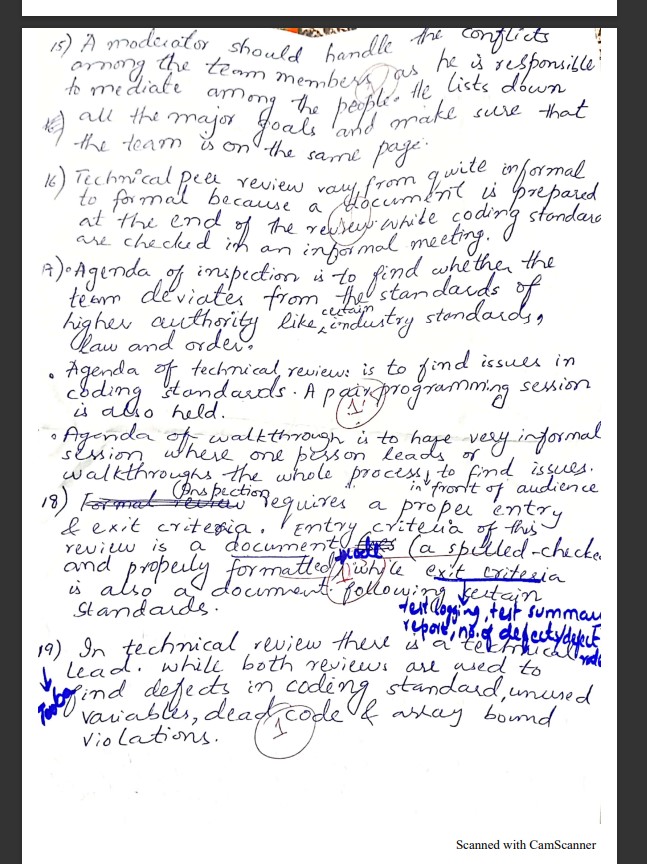 15) A moderator should handle the conflicts
among the team members, as he is responsible
to mediate among the people. He lists down
all the major goals and make sure that
the team is on the same page.
16) Technical peer review vary from quite informal
to formal because a document is prepared
at the end of the review while coding standard
are checked in an informal meeting.
17) • Agenda of inspection is to find whether the
team deviates from the standards of
higher authority like certain industry standards,
law and order.
• Agenda of technical review: is to find issues in
coding standards. A pair programming session
is also held.
1
• Agenda of walkthrough is to have very informal
session where one person leads or
walkthroughs the whole process, to find issues.
in front of audience
18) Formal review (Inspection requires a proper entry
& exit criteria. Entry criteria of this
review is a document (a spelled-checke
and properly formatted) while exit criteria
1
is also a document following certain
standards.
test logging, test summar
report, no. of defects/defect
19) In technical review there is a technical
lead. while both reviews are used to
find defects in coding standard, unused
variables, dead code & array bound
violations.
1
Scanned with CamScanner